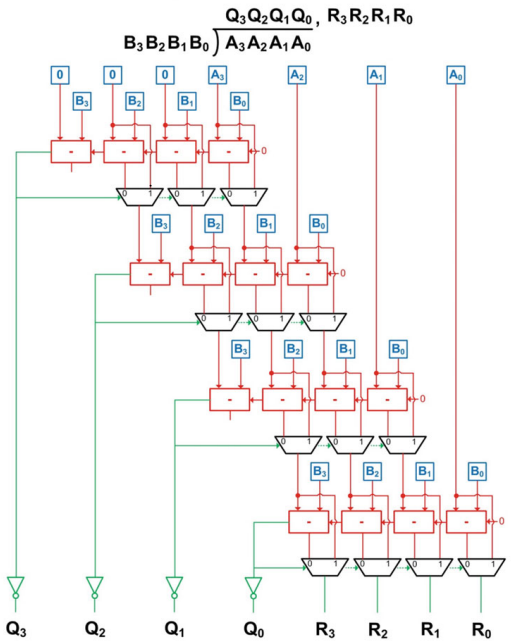 Q3Q2Q1Q0 , R3R2R1R0
B3B2B1B0 A3A2A1A0
0 0 0 A3 A2 A1 A0
B3 B2 B1 B0
- - - - 0
0 1 0 1 0 1
B3 B2 B1 B0
- - - - 0
0 1 0 1 0 1
B3 B2 B1 B0
- - - - 0
0 1 0 1 0 1
B3 B2 B1 B0
- - - - 0
0 1 0 1 0 1 0 1
Q3 Q2 Q1 Q0 R3 R2 R1 R0